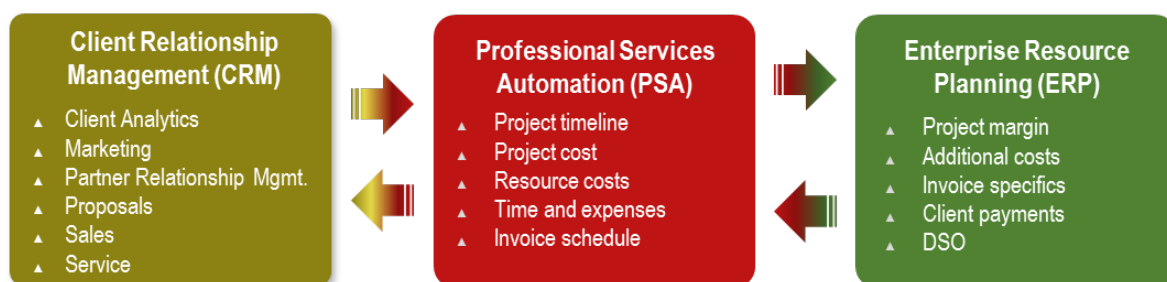 Client Relationship
Management (CRM)
▲ Client Analytics
▲ Marketing
▲ Partner Relationship Mgmt.
▲ Proposals
▲ Sales
▲ Service
Professional Services
Automation (PSA)
▲ Project timeline
▲ Project cost
▲ Resource costs
▲ Time and expenses
▲ Invoice schedule
Enterprise Resource
Planning (ERP)
▲ Project margin
▲ Additional costs
▲ Invoice specifics
▲ Client payments
▲ DSO